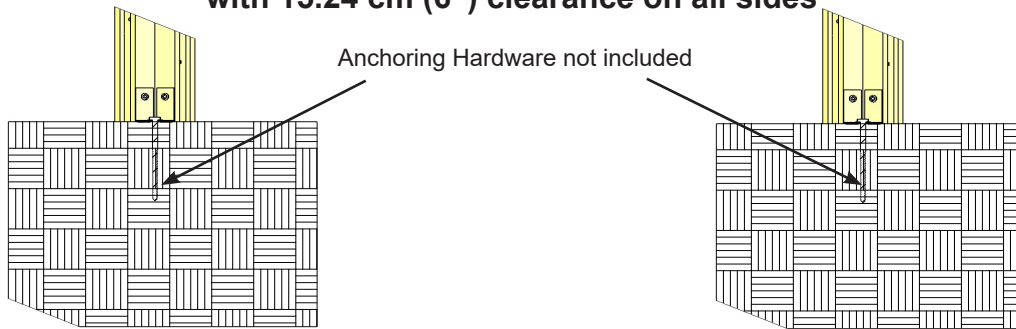 with 15.24 cm (6") clearance on all sides
Anchoring Hardware not included